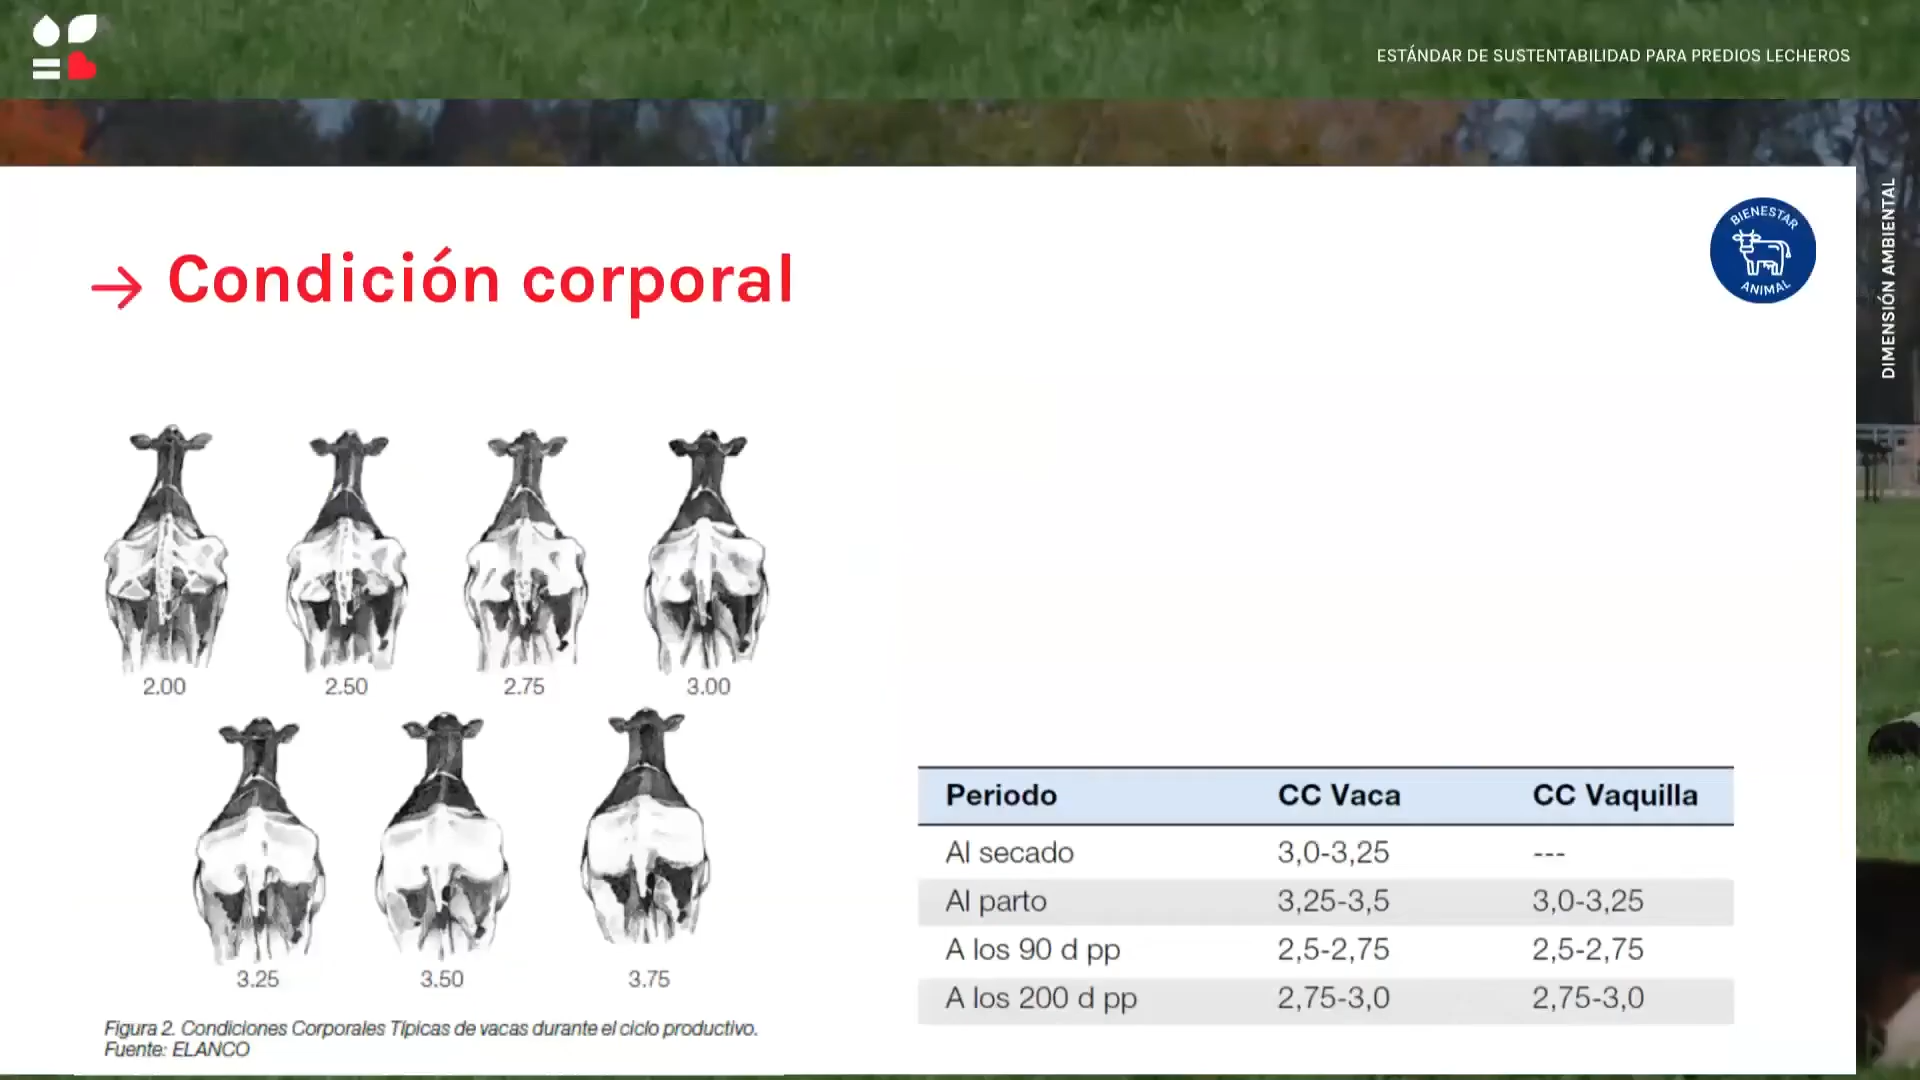 ESTÁNDAR DE SUSTENTABILIDAD PARA PREDIOS LECHEROS
DIMENSIÓN AMBIENTAL
BIENESTAR
ANIMAL
Condición corporal
2.00 2.50 2.75 3.00
3.25 3.50 3.75
Figura 2. Condiciones Corporales Típicas de vacas durante el ciclo productivo.
Fuente: ELANCO
Periodo CC Vaca CC Vaquilla
Al secado 3,0-3,25 ---
Al parto 3,25-3,5 3,0-3,25
A los 90 d pp 2,5-2,75 2,5-2,75
A los 200 d pp 2,75-3,0 2,75-3,0